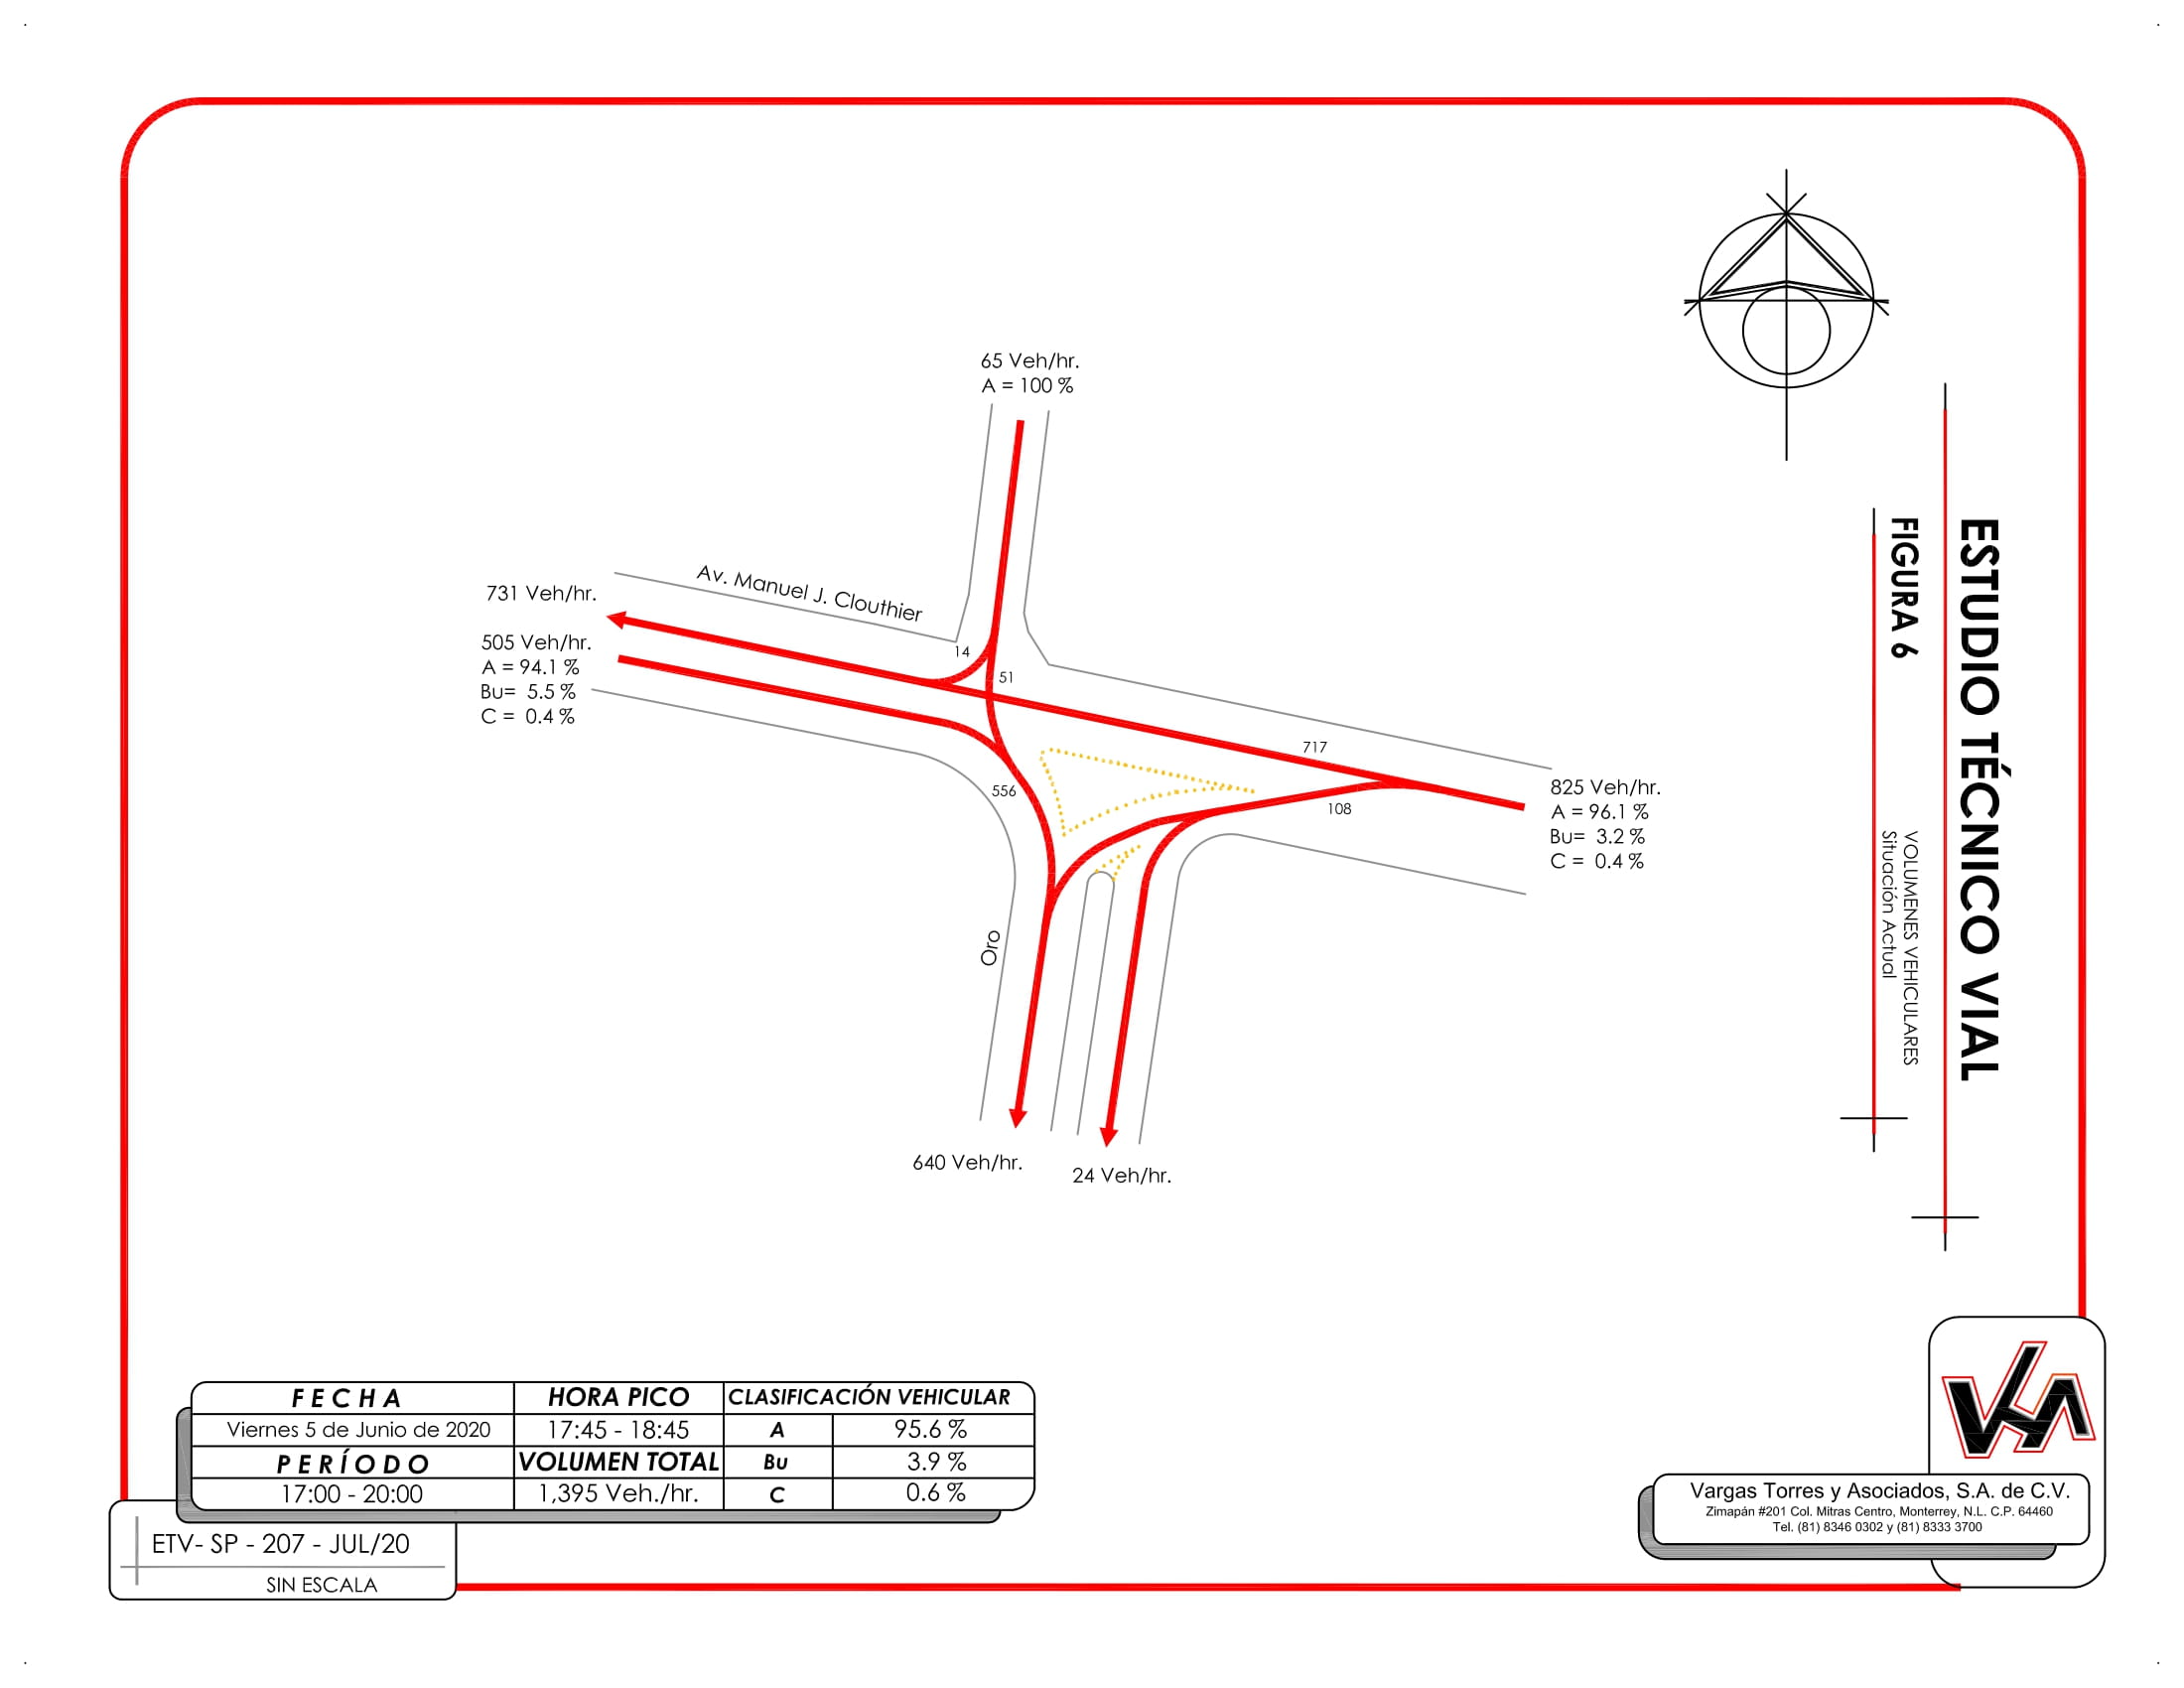 65 Veh/hr.
A = 100 %
Av. Manuel J. Clouthier
731 Veh/hr.
505 Veh/hr.
A = 94.1 %
Bu=  5.5 %
C =  0.4 %
14
51
717
556
108
825 Veh/hr.
A = 96.1 %
Bu=  3.2 %
C =  0.4 %
Oro
640 Veh/hr.
24 Veh/hr.
ESTUDIO TÉCNICO VIAL
FIGURA 6
VOLUMENES VEHICULARES
Situación Actual
FECHA HORA PICO CLASIFICACIÓN VEHICULAR
Viernes 5 de Junio de 2020 17:45 - 18:45 A 95.6 %
PERÍODO VOLUMEN TOTAL Bu 3.9 %
17:00 - 20:00 1,395 Veh./hr. C 0.6 %
ETV- SP - 207 - JUL/20
SIN ESCALA
Vargas Torres y Asociados, S.A. de C.V.
Zimapán #201 Col. Mitras Centro, Monterrey, N.L. C.P. 64460
Tel. (81) 8346 0302 y (81) 8333 3700